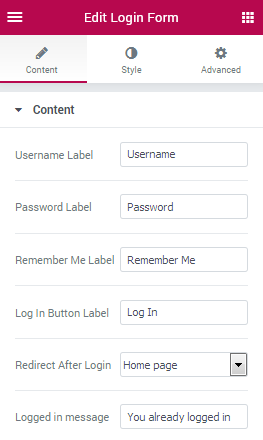 Edit Login Form
Content Style Advanced
Content
Username Label Username
Password Label Password
Remember Me Label Remember Me
Log In Button Label Log In
Redirect After Login Home page
Logged in message You already logged in